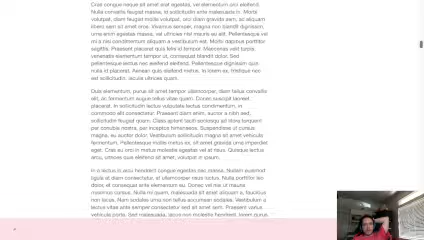 Cras congue neque sit amet erat egestas, vel elementum orci eleifend.
Nulla convallis feugiat massa, id sollicitudin ante malesuada in. Morbi
volutpat, diam feugiat mollis volutpat, orci diam gravida sem, ac aliquam
libero sem sit amet eros. Vivamus semper, magna non blandit dignissim,
urna enim egestas massa, vel ultricies nisl mauris eu elit. Pellentesque vel
mi a nisi condimentum aliquam a vestibulum est. Morbi dapibus porttitor
sagittis. Praesent placerat quis felis id tempor. Maecenas velit turpis,
venenatis elementum tempor ut, consequat blandit dolor. Sed
pellentesque lectus nec eleifend eleifend. Pellentesque dignissim quis
nulla id placerat. Aenean quis eleifend metus. In lorem ex, tristique non
est sollicitudin, iaculis ultrices quam.
Duis elementum, purus sit amet tempor ullamcorper, diam tellus convallis
elit, ac fermentum augue tellus vitae quam. Donec suscipit laoreet
placerat. In sollicitudin lectus vulputate lectus condimentum, in
commodo elit consectetur. Praesent diam enim, auctor a nibh sed,
sollicitudin feugiat quam. Class aptent taciti sociosqu ad litora torquent
per conubia nostra, per inceptos himenaeos. Suspendisse ut cursus
magna, eu auctor dolor. Vestibulum sollicitudin magna sit amet vehicula
fermentum. Pellentesque mollis metus ex, sit amet gravida urna imperdiet
eget. Cras eu orci in metus molestie egestas vel at risus. Quisque lectus
arcu, ultrices quis eleifend sit amet, volutpat in ipsum.
In a lectus in arcu hendrerit congue egestas nec massa. Nullam euismod
ligula at diam consectetur, at ullamcorper risus luctus. Nulla porttitor leo
dolor, et consequat ante elementum eu. Donec vel nisi ut mauris
maximus cursus. Nulla mi quam, malesuada sit amet aliquam a, faucibus
non lacus. Nam sodales urna non tellus accumsan sodales. Vestibulum a
lectus vitae ante semper consectetur sed sit amet sem. Praesent varius
vehicula mattis. Sed malesuada, lacus non molestie hendrerit, lorem purus